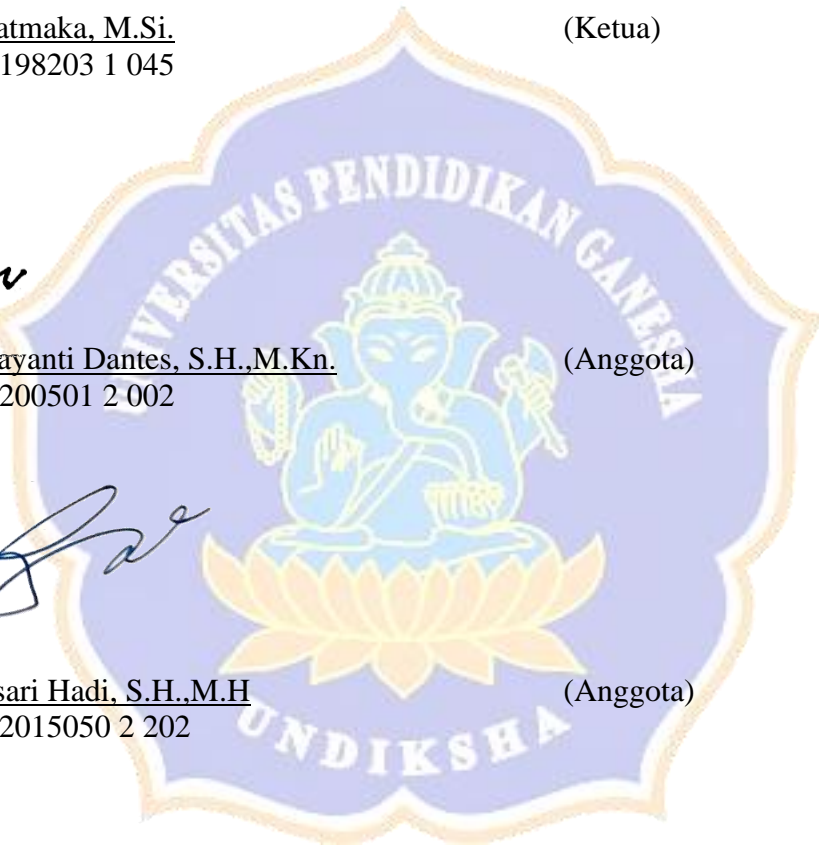 atmaka, M.Si. (Ketua)
198203 1 045
UNIVERSITAS PENDIDIKAN GANESHA
ayanti Dantes, S.H.,M.Kn. (Anggota)
200501 2 002
sari Hadi, S.H.,M.H (Anggota)
2015050 2 202
UNDIKSHA